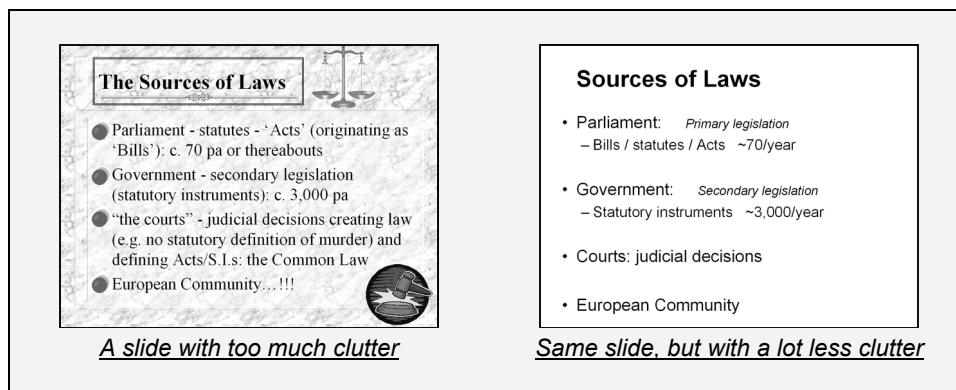 The Sources of Laws
Parliament - statutes - ‘Acts’ (originating as
‘Bills’): c. 70 pa or thereabouts
Government - secondary legislation
(statutory instruments): c. 3,000 pa
“the courts” - judicial decisions creating law
(e.g. no statutory definition of murder) and
defining Acts/S.I.s: the Common Law
European Community…!!!
A slide with too much clutter
Sources of Laws
• Parliament: Primary legislation
– Bills / statutes / Acts ~70/year
• Government: Secondary legislation
– Statutory instruments ~3,000/year
• Courts: judicial decisions
• European Community
Same slide, but with a lot less clutter